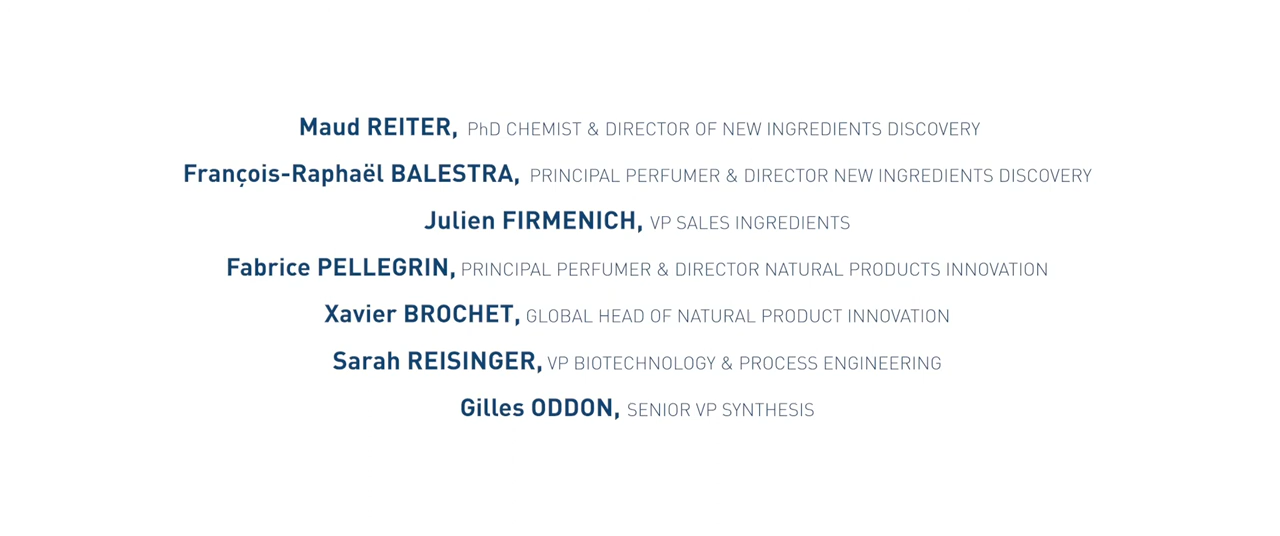 Maud REITER, PhD CHEMIST & DIRECTOR OF NEW INGREDIENTS DISCOVERY
François-Raphaël BALESTRA, PRINCIPAL PERFUMER & DIRECTOR NEW INGREDIENTS DISCOVERY
Julien FIRMENICH, VP SALES INGREDIENTS
Fabrice PELLEGRIN, PRINCIPAL PERFUMER & DIRECTOR NATURAL PRODUCTS INNOVATION
Xavier BROCHET, GLOBAL HEAD OF NATURAL PRODUCT INNOVATION
Sarah REISINGER, VP BIOTECHNOLOGY & PROCESS ENGINEERING
Gilles ODDON, SENIOR VP SYNTHESIS